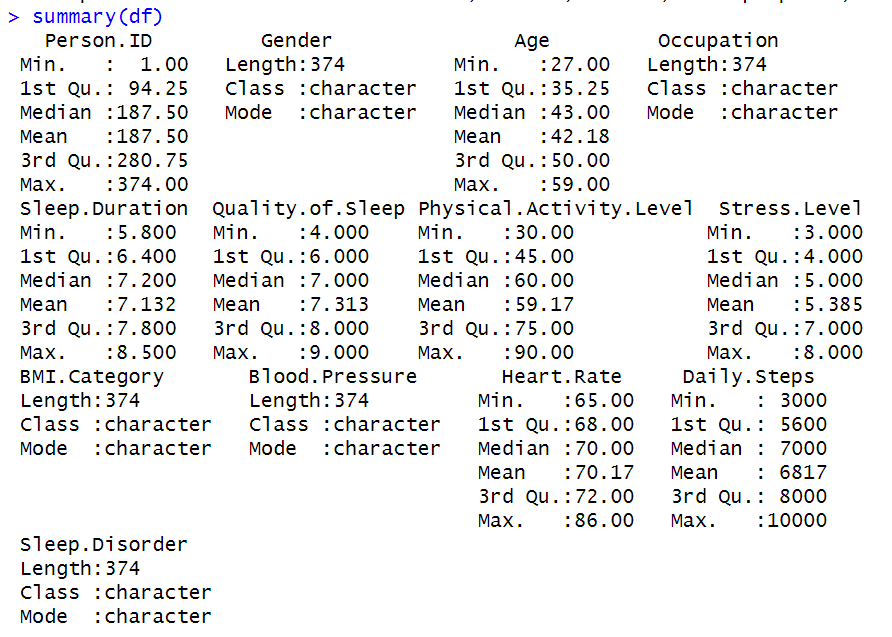 > summary(df)
   Person.ID         Gender               Age         Occupation
 Min.   :  1.00   Length:374         Min.   :27.00   Length:374
 1st Qu.: 94.25   Class :character   1st Qu.:35.25   Class :character
 Median :187.50   Mode  :character   Median :43.00   Mode  :character
 Mean   :187.50                      Mean   :42.18
 3rd Qu.:280.75                      3rd Qu.:50.00
 Max.   :374.00                      Max.   :59.00
 Sleep.Duration  Quality.of.Sleep Physical.Activity.Level  Stress.Level
 Min.   :5.800   Min.   :4.000    Min.   :30.00           Min.   :3.000
 1st Qu.:6.400   1st Qu.:6.000    1st Qu.:45.00           1st Qu.:4.000
 Median :7.200   Median :7.000    Median :60.00           Median :5.000
 Mean   :7.132   Mean   :7.313    Mean   :59.17           Mean   :5.385
 3rd Qu.:7.800   3rd Qu.:8.000    3rd Qu.:75.00           3rd Qu.:7.000
 Max.   :8.500   Max.   :9.000    Max.   :90.00           Max.   :8.000
 BMI.Category       Blood.Pressure       Heart.Rate     Daily.Steps
 Length:374         Length:374         Min.   :65.00   Min.   : 3000
 Class :character   Class :character   1st Qu.:68.00   1st Qu.: 5600
 Mode  :character   Mode  :character   Median :70.00   Median : 7000
                                       Mean   :70.17   Mean   : 6817
                                       3rd Qu.:72.00   3rd Qu.: 8000
                                       Max.   :86.00   Max.   :10000
 Sleep.Disorder
 Length:374
 Class :character
 Mode  :character